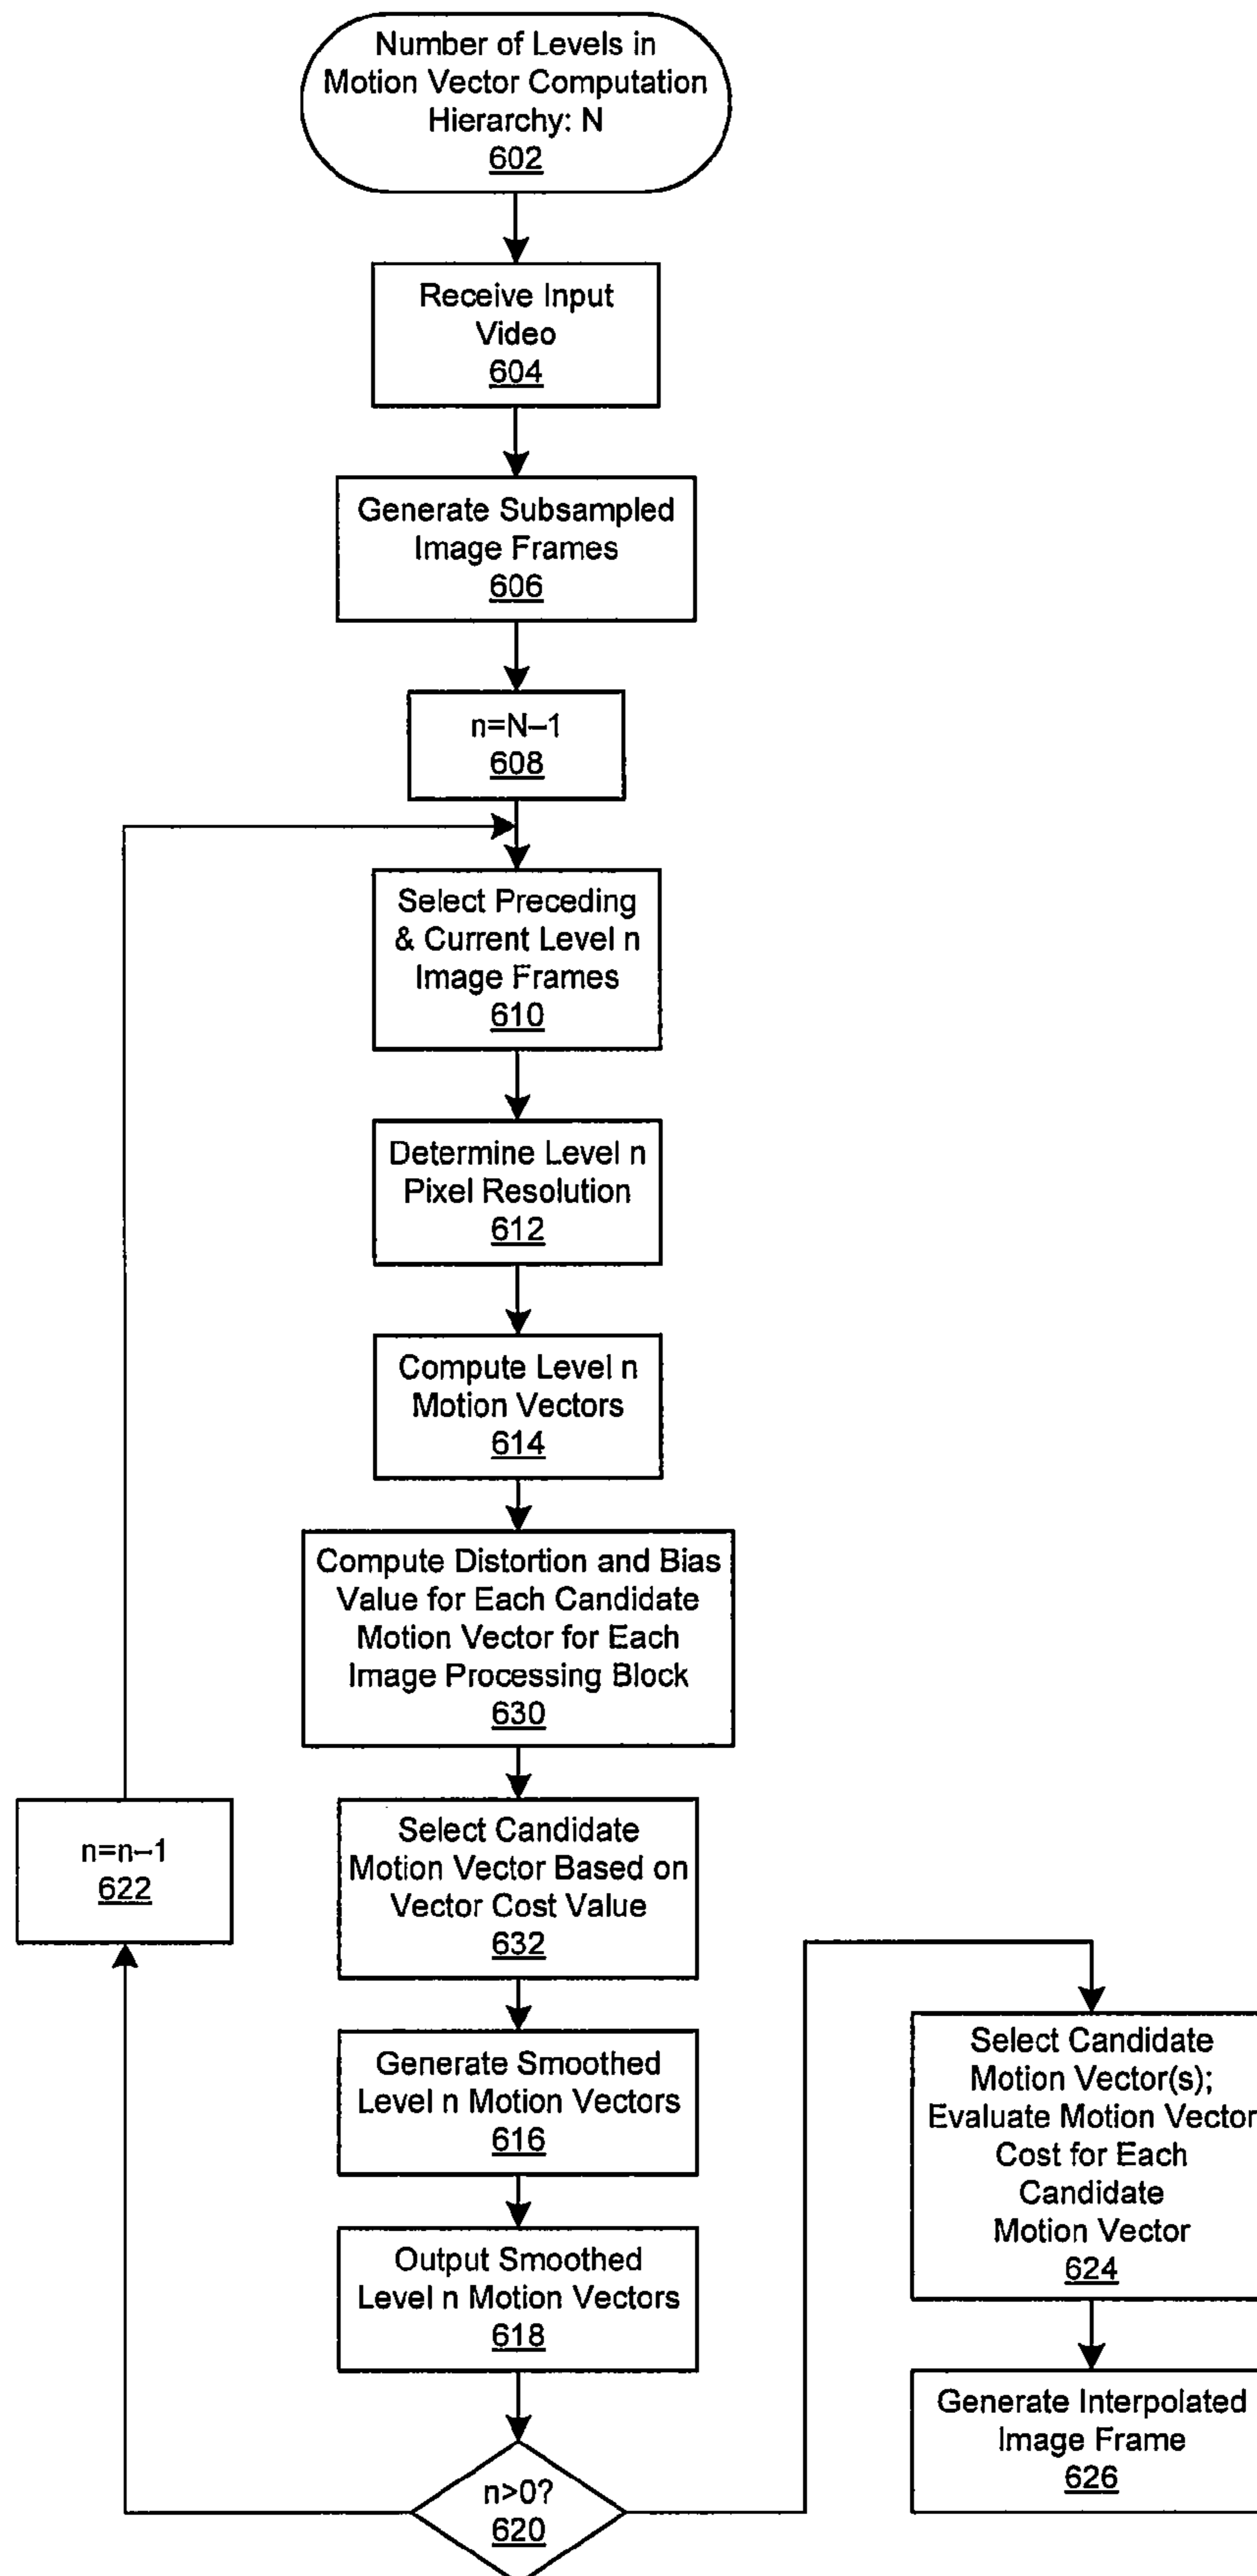 Number of Levels in
Motion Vector Computation
Hierarchy: N
602
Receive Input
Video
604
Generate Subsampled
Image Frames
606
n=N–1
608
Select Preceding
& Current Level n
Image Frames
610
Determine Level n
Pixel Resolution
612
Compute Level n
Motion Vectors
614
Compute Distortion and Bias
Value for Each Candidate
Motion Vector for Each
Image Processing Block
630
Select Candidate
Motion Vector Based on
Vector Cost Value
632
n=n–1
622
Generate Smoothed
Level n Motion Vectors
616
Output Smoothed
Level n Motion Vectors
618
n>0?
620
Select Candidate
Motion Vector(s);
Evaluate Motion Vector
Cost for Each
Candidate
Motion Vector
624
Generate Interpolated
Image Frame
626